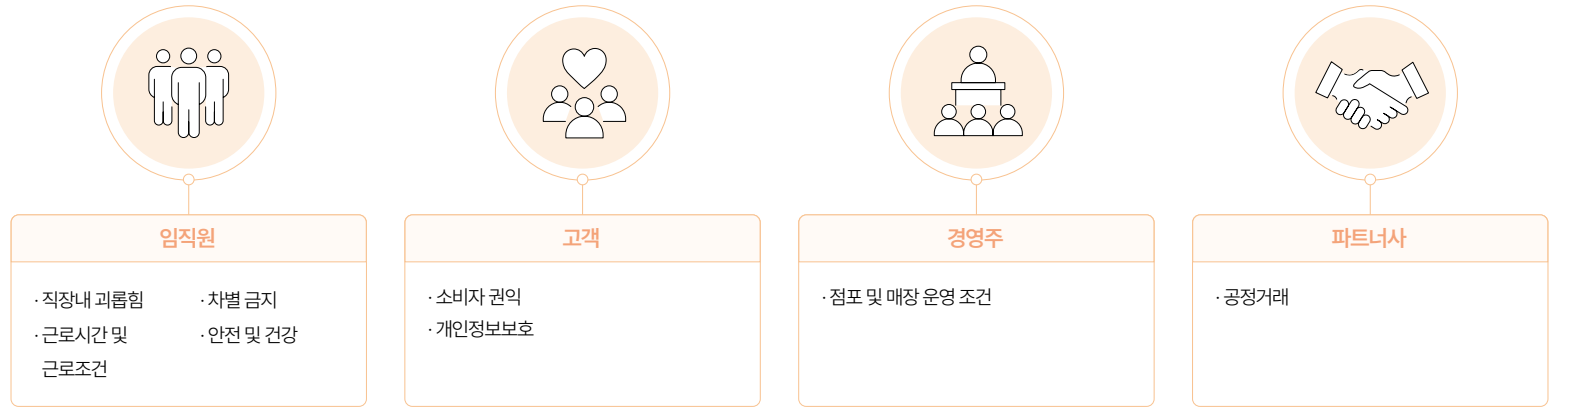 임직원
· 직장내 괴롭힘
· 근로시간 및
근로조건
· 차별 금지
· 안전 및 건강
고객
· 소비자 권익
· 개인정보보호
경영주
· 점포 및 매장 운영 조건
파트너사
· 공정거래